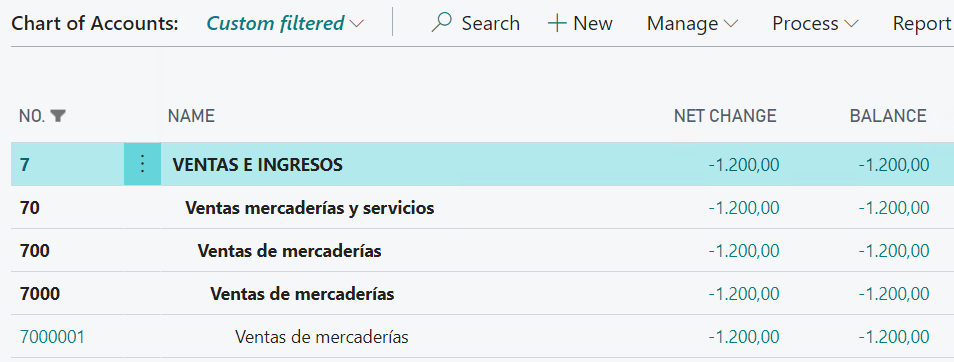 Chart of Accounts: Custom filtered Search New Manage Process Report
NO. NAME NET CHANGE BALANCE
7 VENTAS E INGRESOS -1.200,00 -1.200,00
70 Ventas mercaderías y servicios -1.200,00 -1.200,00
700 Ventas de mercaderías -1.200,00 -1.200,00
7000 Ventas de mercaderías -1.200,00 -1.200,00
7000001 Ventas de mercaderías -1.200,00 -1.200,00